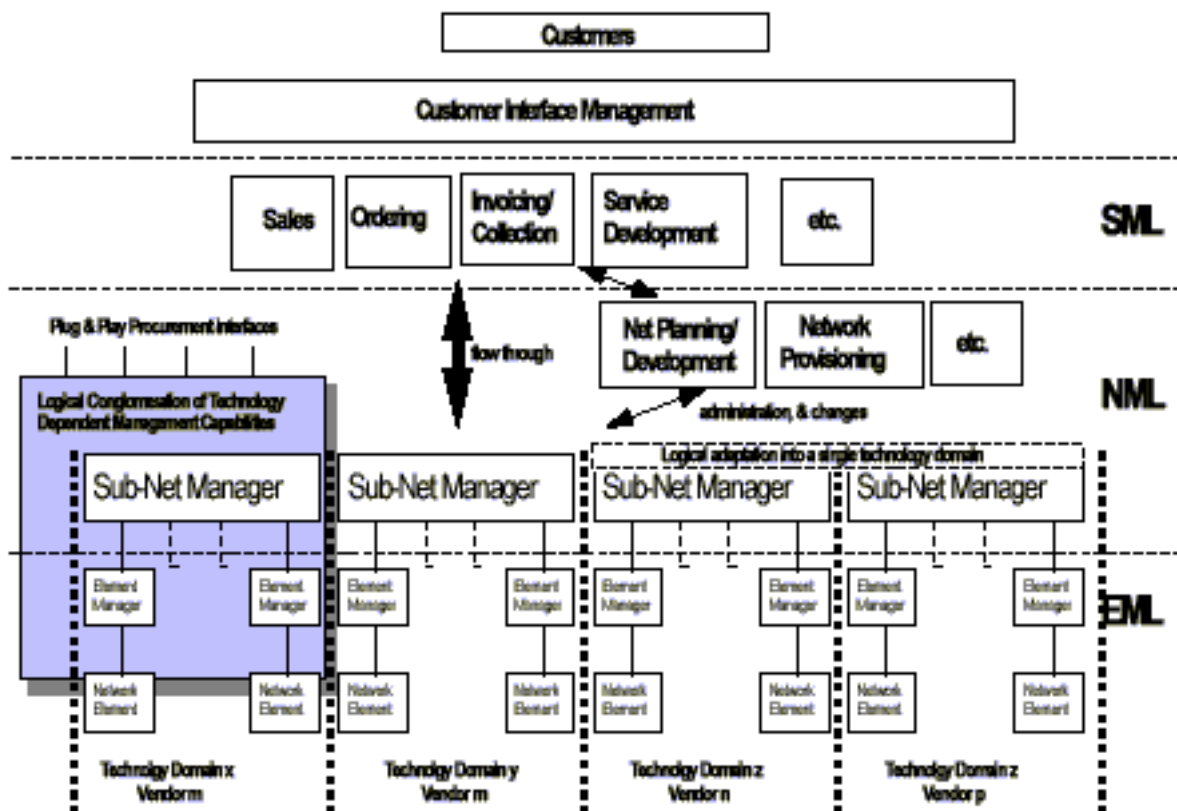 Customers
Customer Interface Management
Sales
Ordering
Invoicing/
Collection
Service
Development
etc.
SML
Plug & Play Procurement Interfaces
flow through
Net Planning/
Development
Network
Provisioning
etc.
NML
Logical Conglomeration of Technology
Dependent Management Capabilities
administration, & changes
Logical adaptation into a single technology domain
Sub-Net Manager
Sub-Net Manager
Sub-Net Manager
Sub-Net Manager
Element
Manager
Element
Manager
Element
Manager
Element
Manager
Element
Manager
Element
Manager
Element
Manager
Element
Manager
EML
Network
Element
Network
Element
Network
Element
Network
Element
Network
Element
Network
Element
Network
Element
Network
Element
Technolgy Domain x
Vendor m
Technolgy Domain y
Vendor m
Technolgy Domain z
Vendor n
Technolgy Domain z
Vendor p